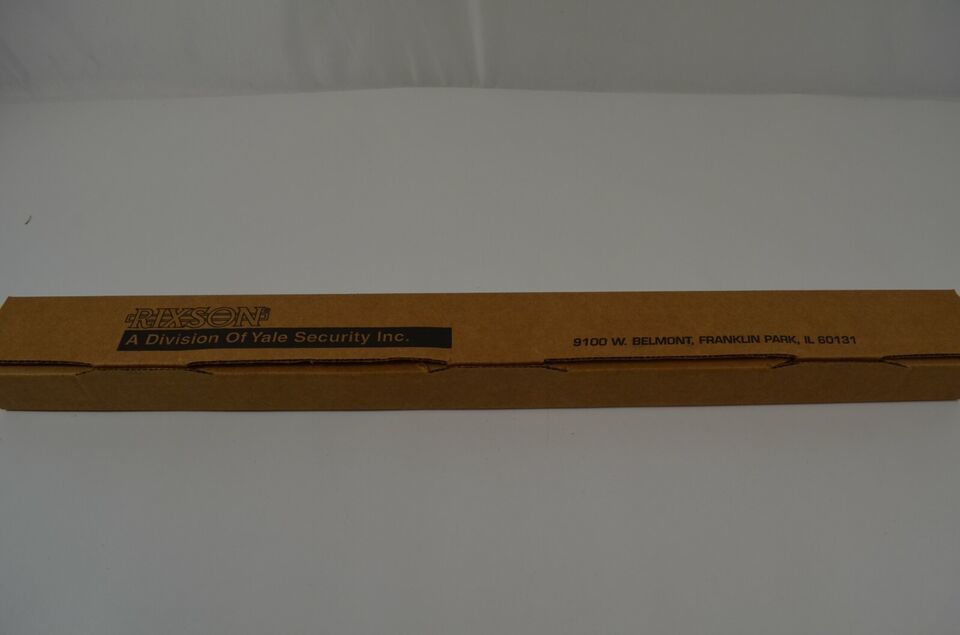 RIXSON
A Division Of Yale Security Inc.
9100 W. BELMONT, FRANKLIN PARK, IL 60131